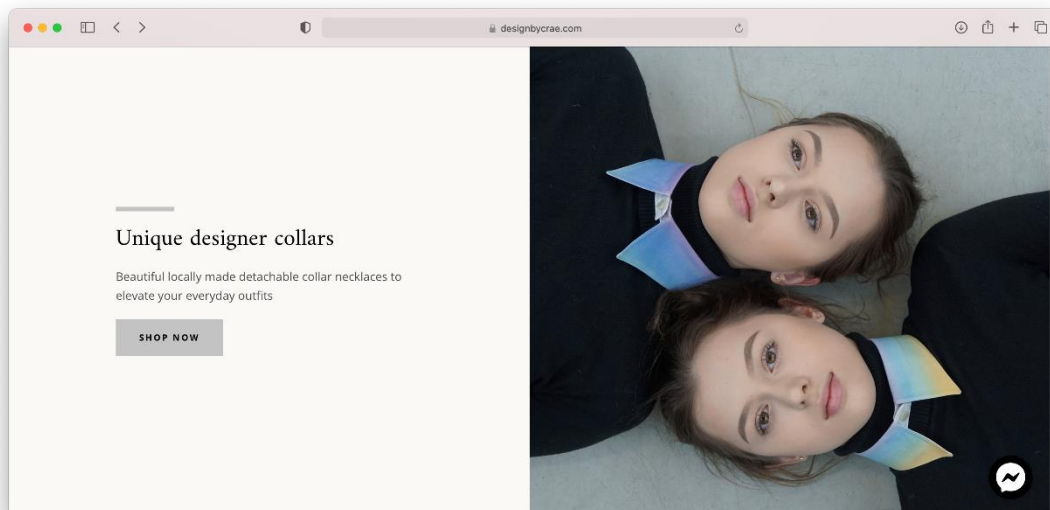 designbycrae.com
Unique designer collars
Beautiful locally made detachable collar necklaces to
elevate your everyday outfits
SHOP NOW